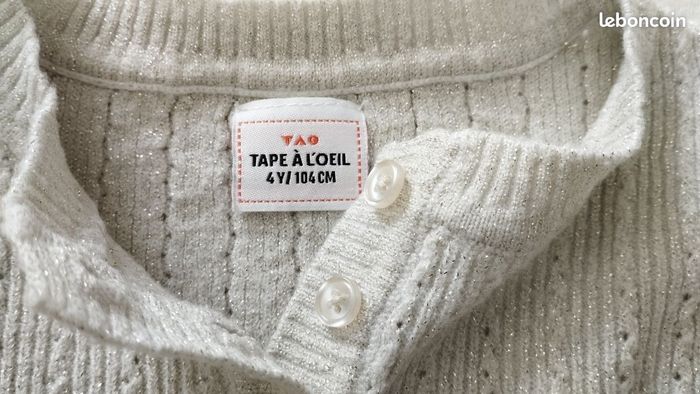 leboncoin
TAO
TAPE À L'OEIL
4Y/104CM